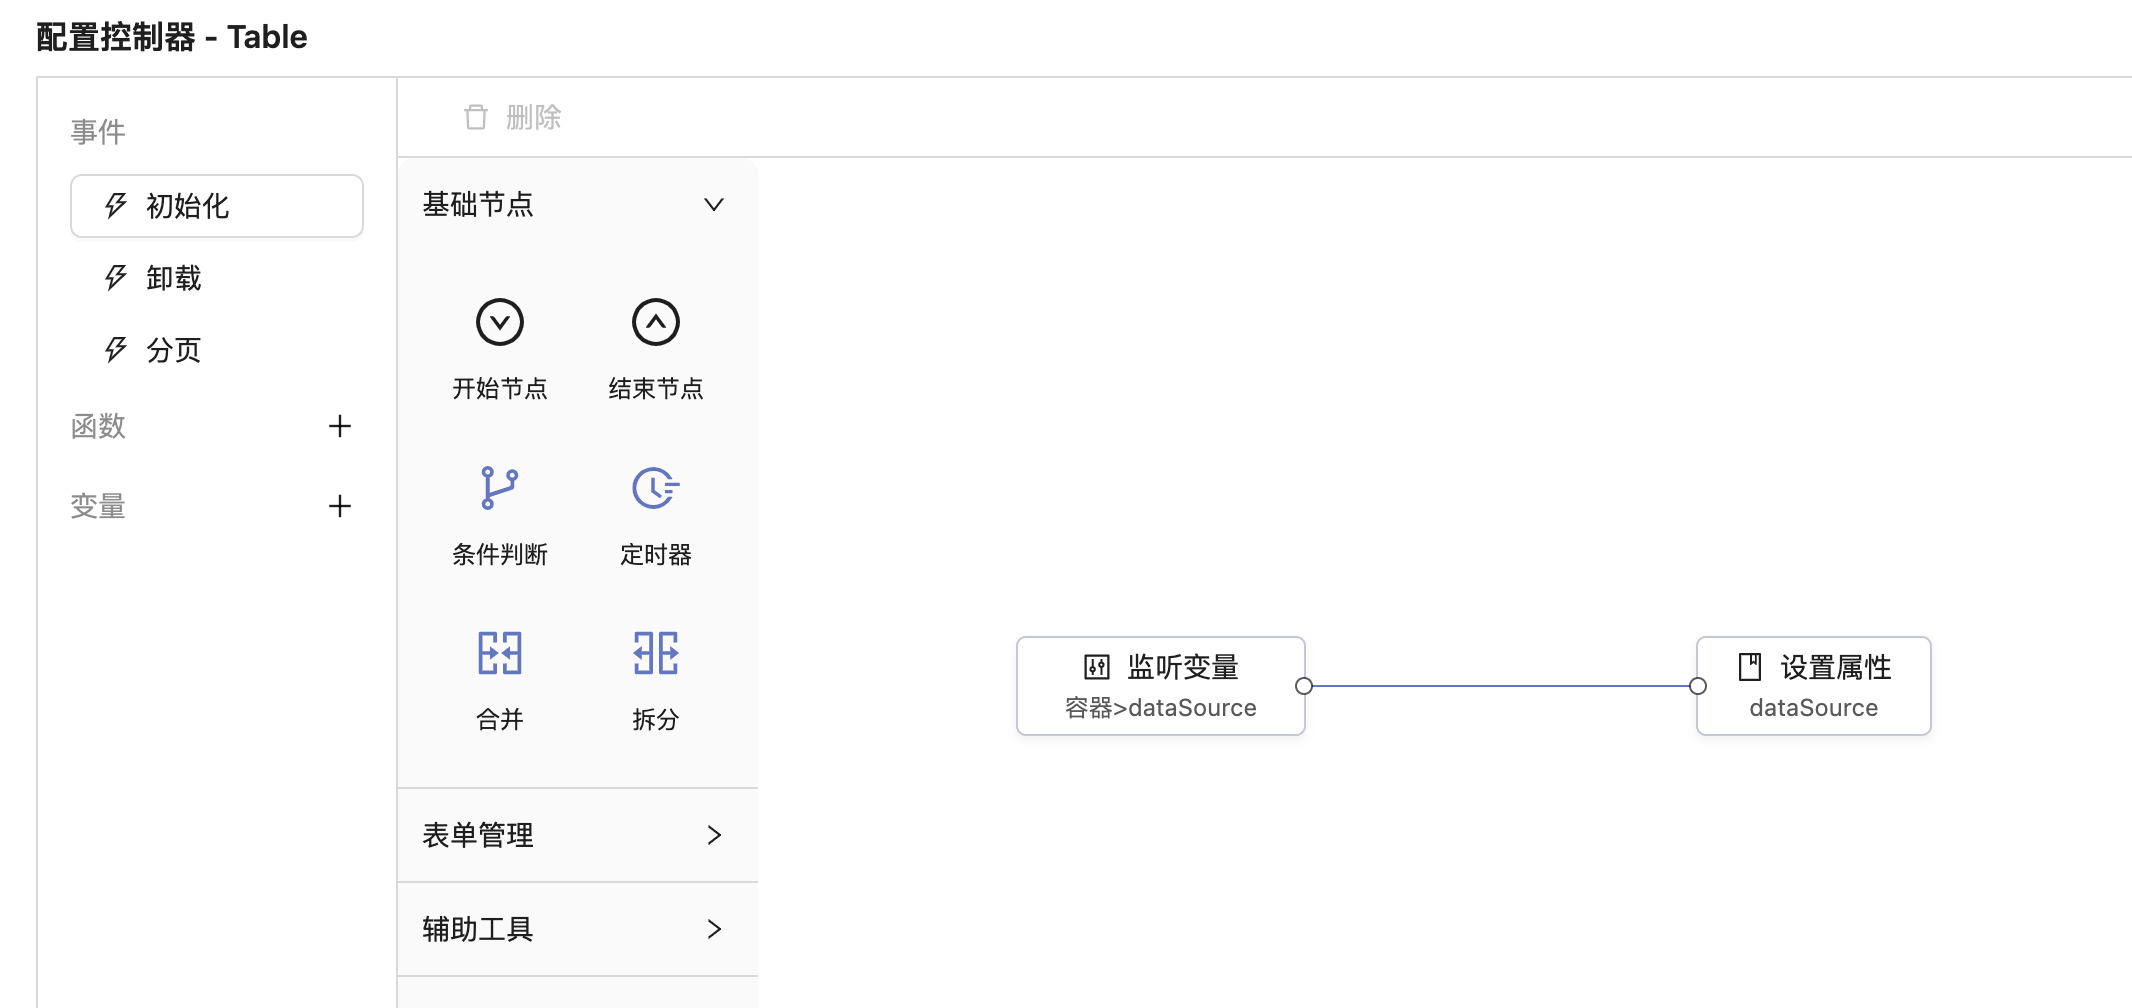 配置控制器 - Table
事件
初始化
卸载
分页
函数
变量
删除
基础节点
开始节点
结束节点
条件判断
定时器
合并
拆分
表单管理
辅助工具
监听变量
容器>dataSource
设置属性
dataSource